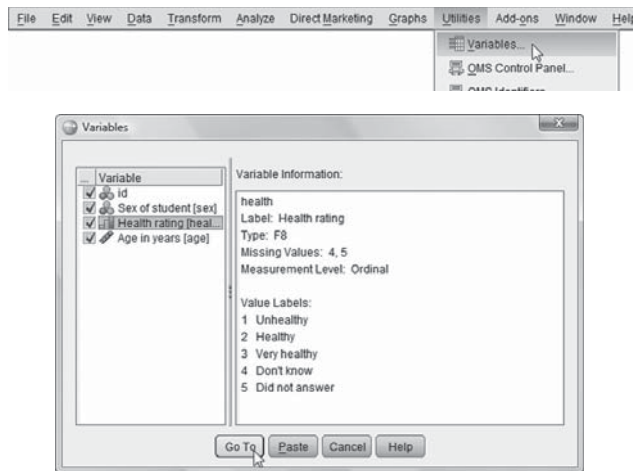 File Edit View Data Transform Analyze Direct Marketing Graphs Utilities Add-ons Window Help
Variables...
OMS Control Panel...
OMS Identifiers
Variables
... Variable
id
Sex of student [sex]
Health rating [heal...
Age in years [age]
Variable Information:
health
Label: Health rating
Type: F8
Missing Values: 4, 5
Measurement Level: Ordinal
Value Labels:
1 Unhealthy
2 Healthy
3 Very healthy
4 Don't know
5 Did not answer
Go To Paste Cancel Help